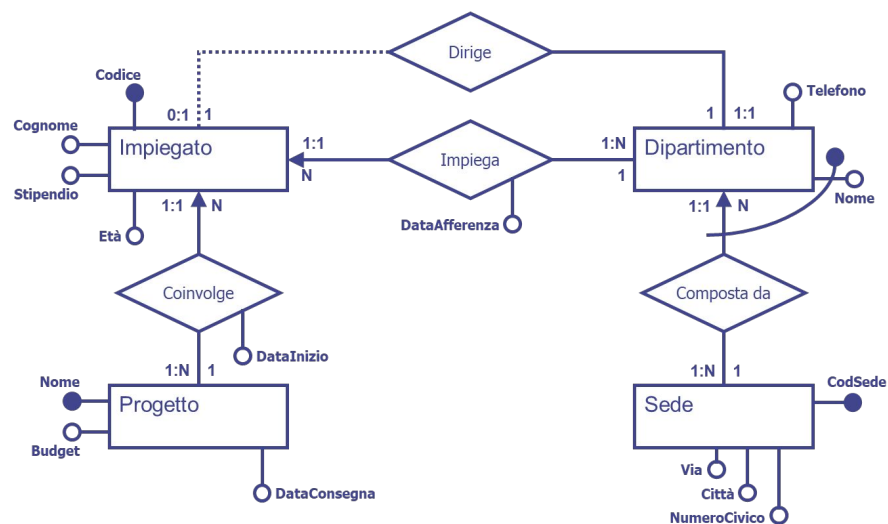 Dirige
Codice
0:1 1
1 1:1
Telefono
Cognome
Impiegato
1:1
N
Impiega
1:N
1
Dipartimento
Stipendio
1:1 N
1:1 N
Nome
Età
DataAfferenza
Coinvolge
Composta da
DataInizio
1:N 1
1:N 1
Nome
Progetto
Sede
CodSede
Budget
Via
DataConsegna
Città
NumeroCivico